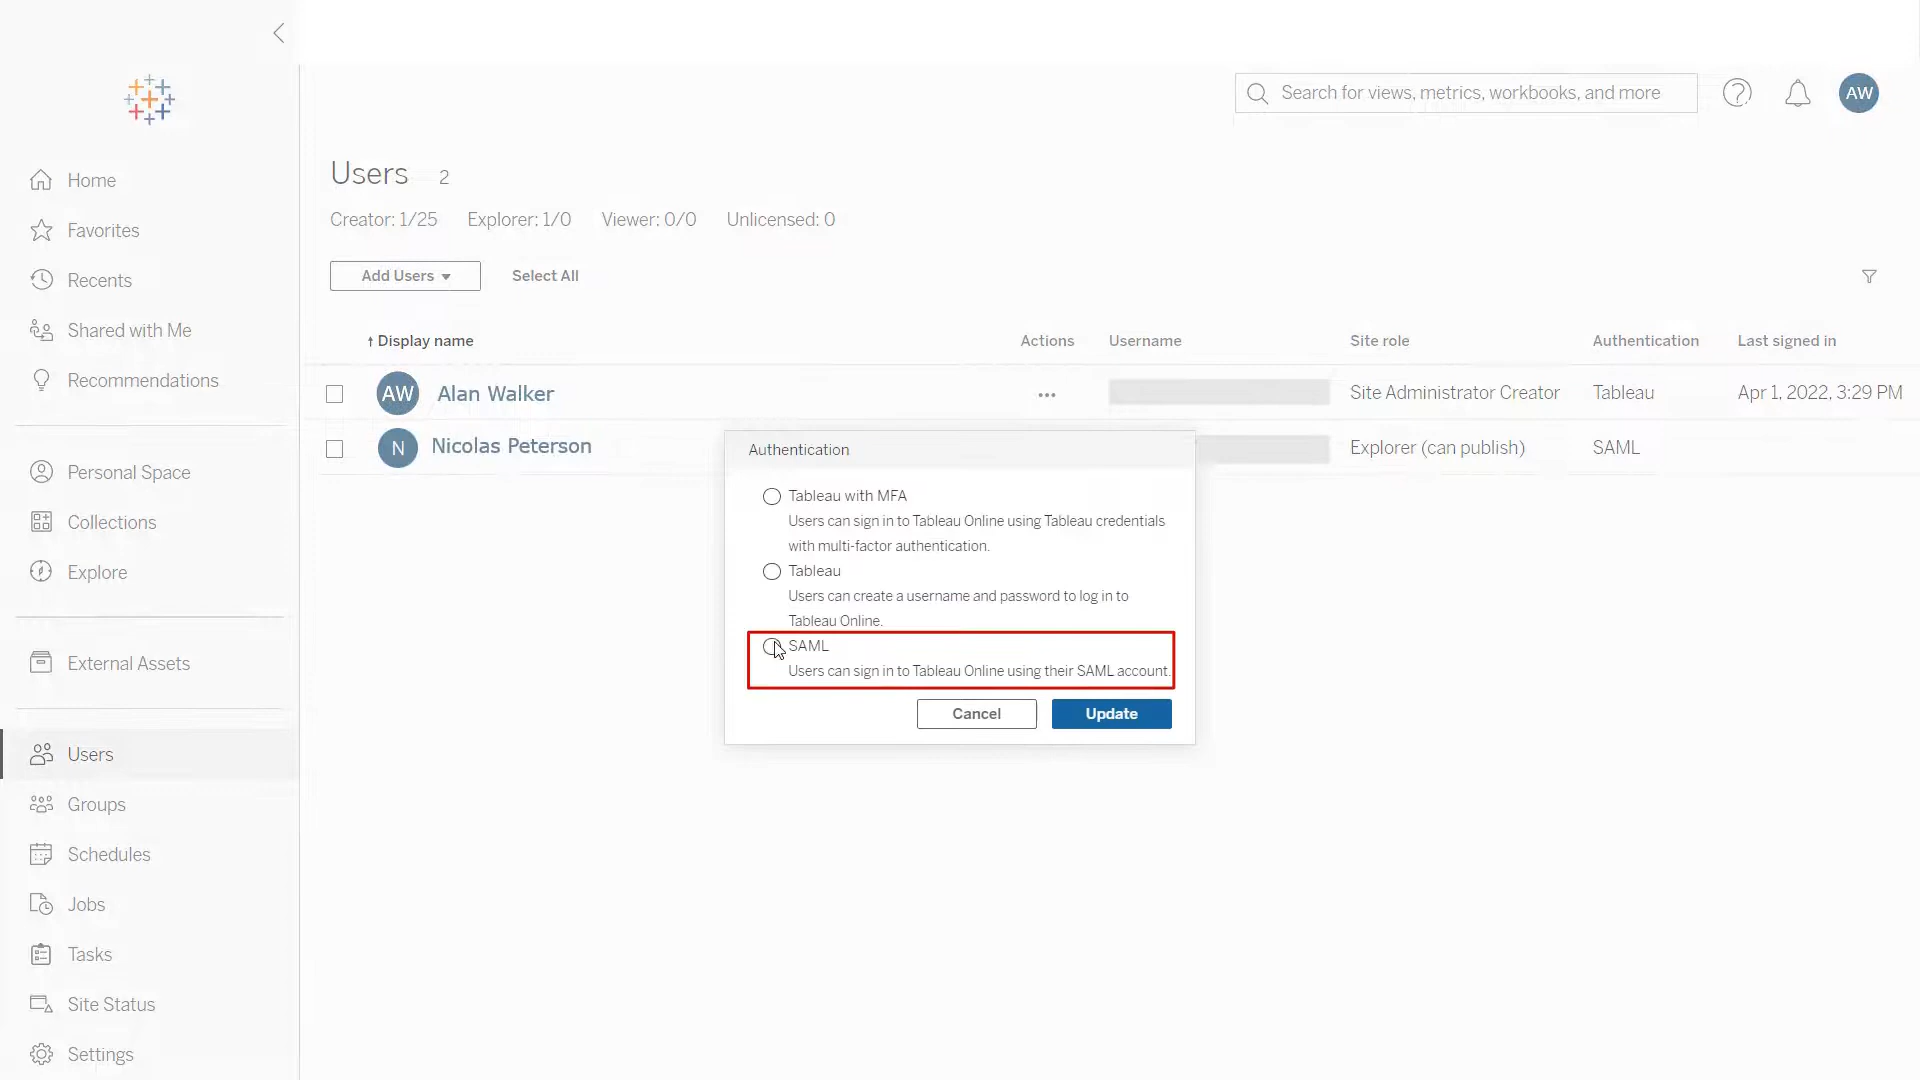 Search for views, metrics, workbooks, and more
AW
Home
Favorites
Recents
Shared with Me
Recommendations
Personal Space
Collections
Explore
External Assets
Users
Groups
Schedules
Jobs
Tasks
Site Status
Settings
Users 2
Creator: 1/25 Explorer: 1/0 Viewer: 0/0 Unlicensed: 0
Add Users Select All
↑ Display name Actions Username Site role Authentication Last signed in
AW Alan Walker ••• Site Administrator Creator Tableau Apr 1, 2022, 3:29 PM
N Nicolas Peterson Explorer (can publish) SAML
Authentication
Tableau with MFA
Users can sign in to Tableau Online using Tableau credentials
with multi-factor authentication.
Tableau
Users can create a username and password to log in to
Tableau Online.
SAML
Users can sign in to Tableau Online using their SAML account.
Cancel Update